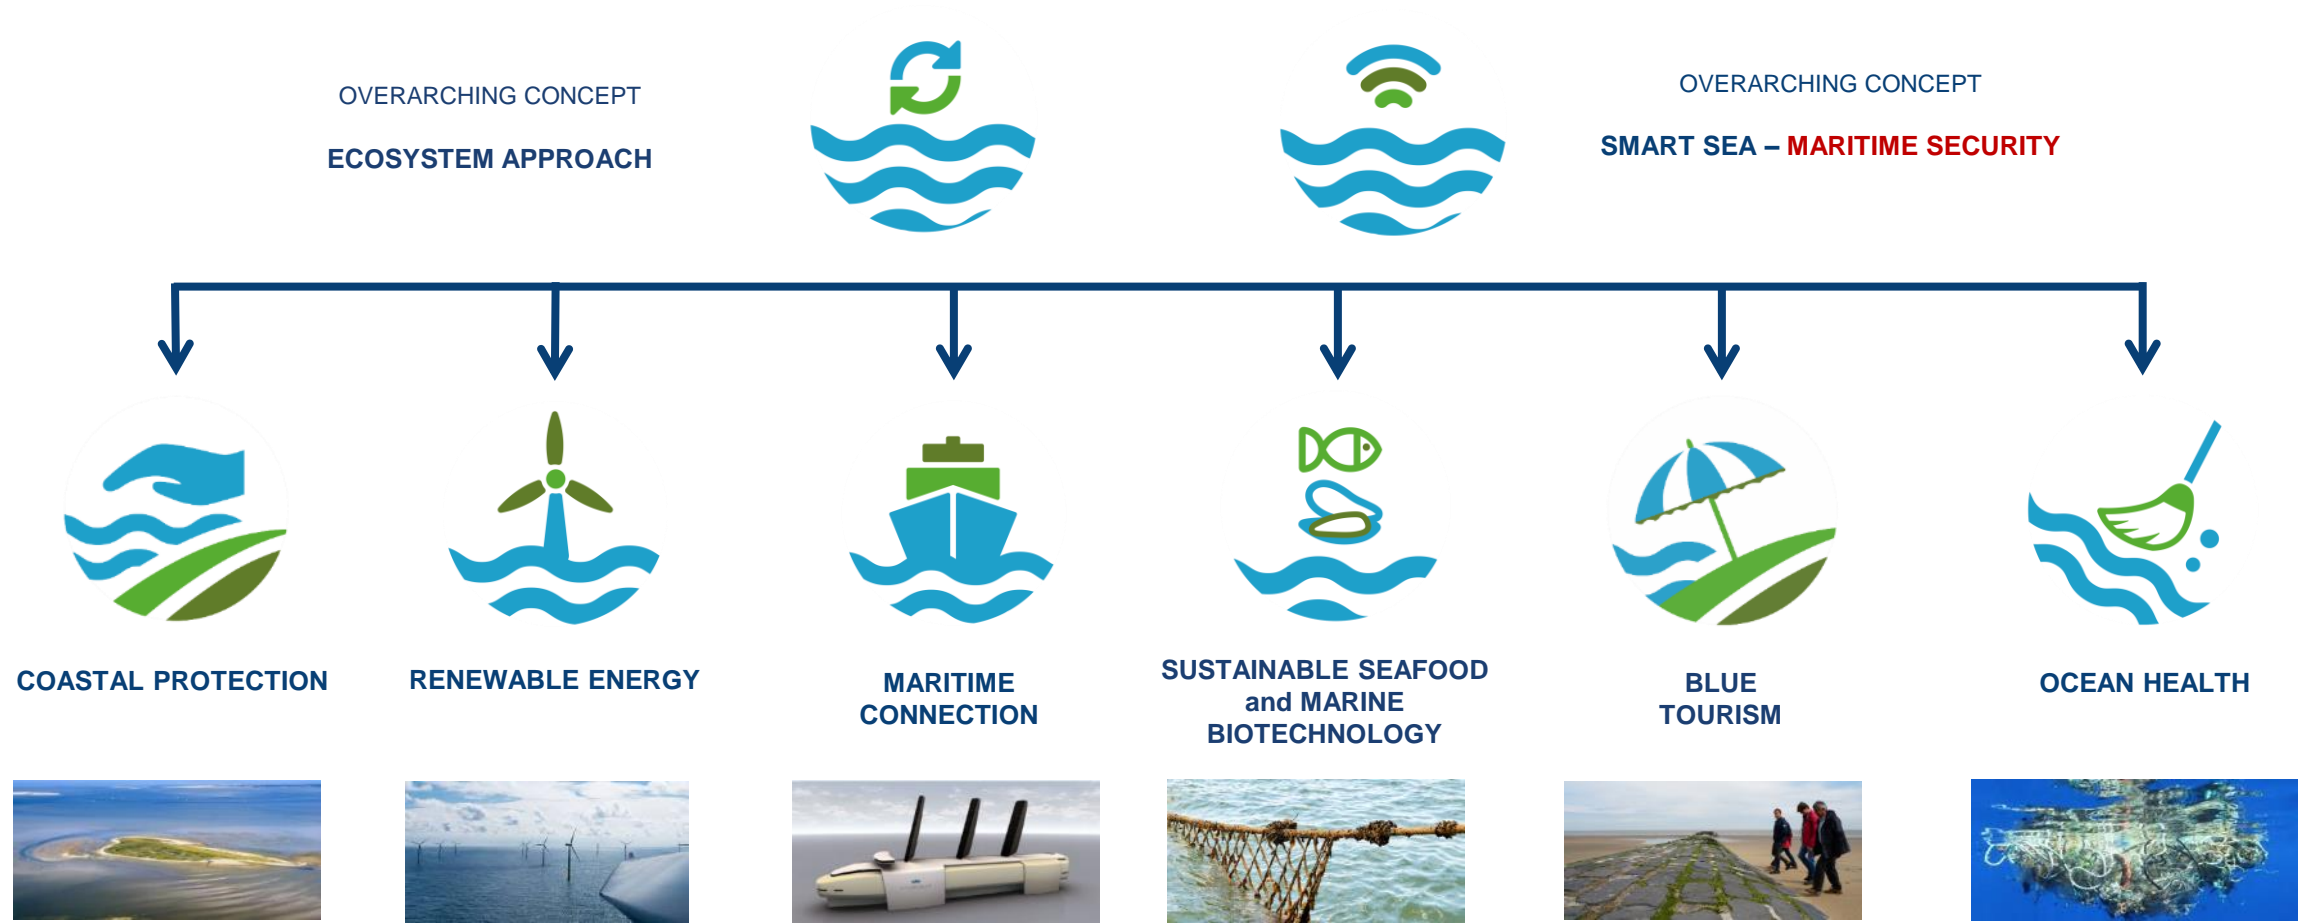 OVERARCHING CONCEPT
ECOSYSTEM APPROACH
OVERARCHING CONCEPT
SMART SEA – MARITIME SECURITY
COASTAL PROTECTION
RENEWABLE ENERGY
MARITIME
CONNECTION
SUSTAINABLE SEAFOOD
and MARINE
BIOTECHNOLOGY
BLUE
TOURISM
OCEAN HEALTH